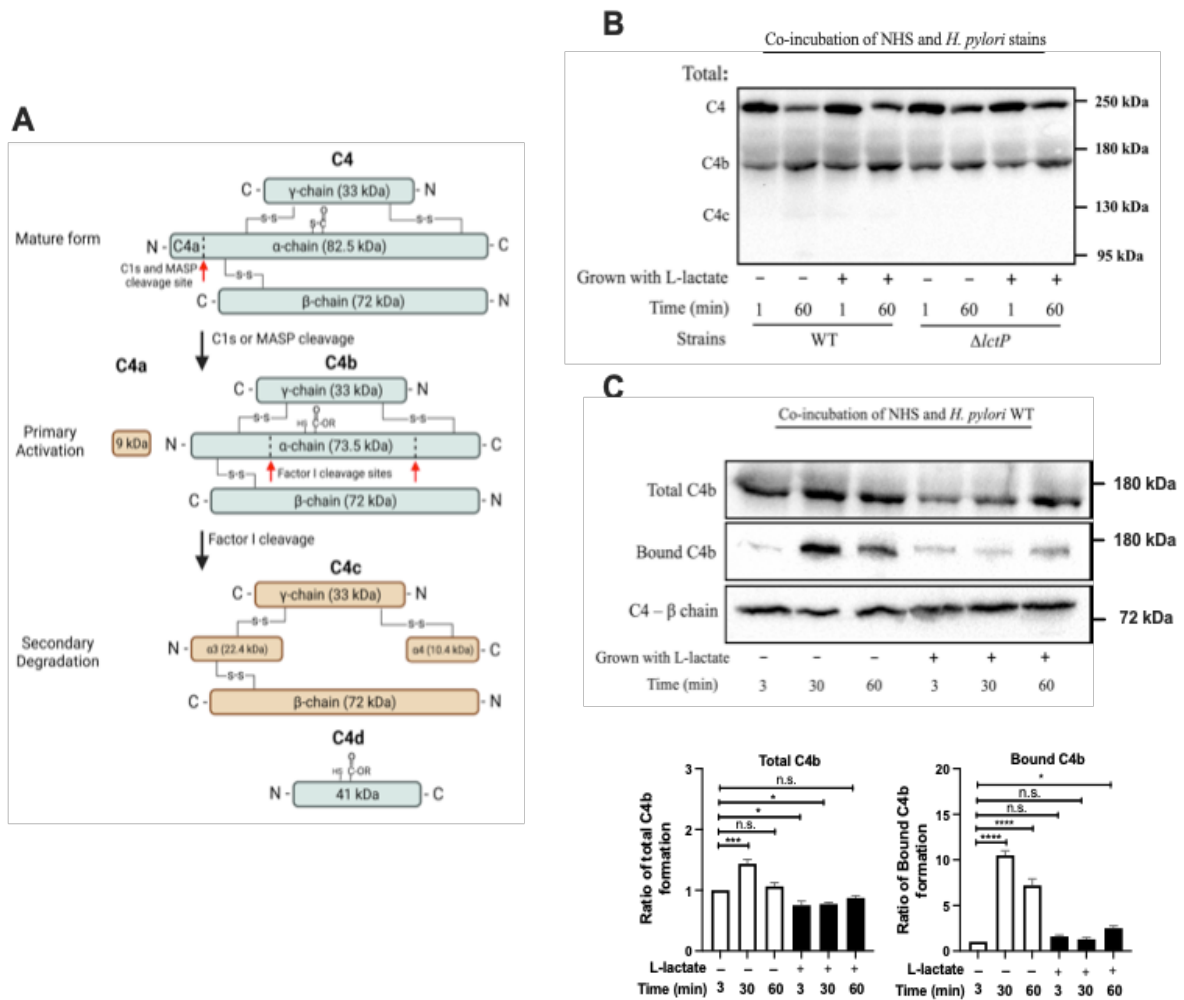 A
C4
C - γ-chain (33 kDa) - N
S-S O S-C S-S
Mature form
N - C4a α-chain (82.5 kDa) - C
C1s and MASP
cleavage site
S-S
C - β-chain (72 kDa) - N
C1s or MASP cleavage
C4a
C4b
C - γ-chain (33 kDa) - N
S-S O HS C-OR S-S
Primary
Activation
9 kDa
N - α-chain (73.5 kDa) - C
S-S Factor I cleavage sites
C - β-chain (72 kDa) - N
Factor I cleavage
C4c
C - γ-chain (33 kDa) - N
S-S S-S
Secondary
Degradation
N - α3 (22.4 kDa) α4 (10.4 kDa) - C
S-S
C - β-chain (72 kDa) - N
C4d
O
HS C-OR
N - 41 kDa - C
B
Co-incubation of NHS and H. pylori stains
Total:
C4 250 kDa
180 kDa
C4b
C4c 130 kDa
95 kDa
Grown with L-lactate − − + + − − + +
Time (min) 1 60 1 60 1 60 1 60
Strains WT ΔlctP
C
Co-incubation of NHS and H. pylori WT
Total C4b 180 kDa
Bound C4b 180 kDa
C4 – β chain 72 kDa
Grown with L-lactate − − − + + +
Time (min) 3 30 60 3 30 60
Total C4b
Ratio of total C4b
formation
3
2
1
0
n.s.
*
*
n.s.
***
L-lactate − − − + + +
Time (min) 3 30 60 3 30 60
Bound C4b
Ratio of Bound C4b
formation
20
15
10
5
0
*
n.s.
n.s.
****
****
L-lactate − − − + + +
Time (min) 3 30 60 3 30 60